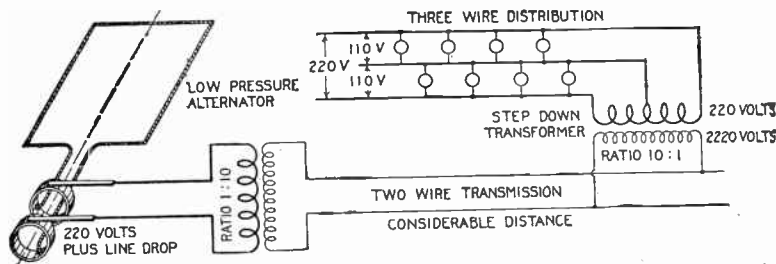 THREE WIRE DISTRIBUTION
110 V
220 V
110 V
LOW PRESSURE
ALTERNATOR
STEP DOWN
TRANSFORMER
220 VOLTS
2220 VOLTS
RATIO 10:1
RATIO 1:10
TWO WIRE TRANSMISSION
CONSIDERABLE DISTANCE
220 VOLTS
PLUS LINE DROP